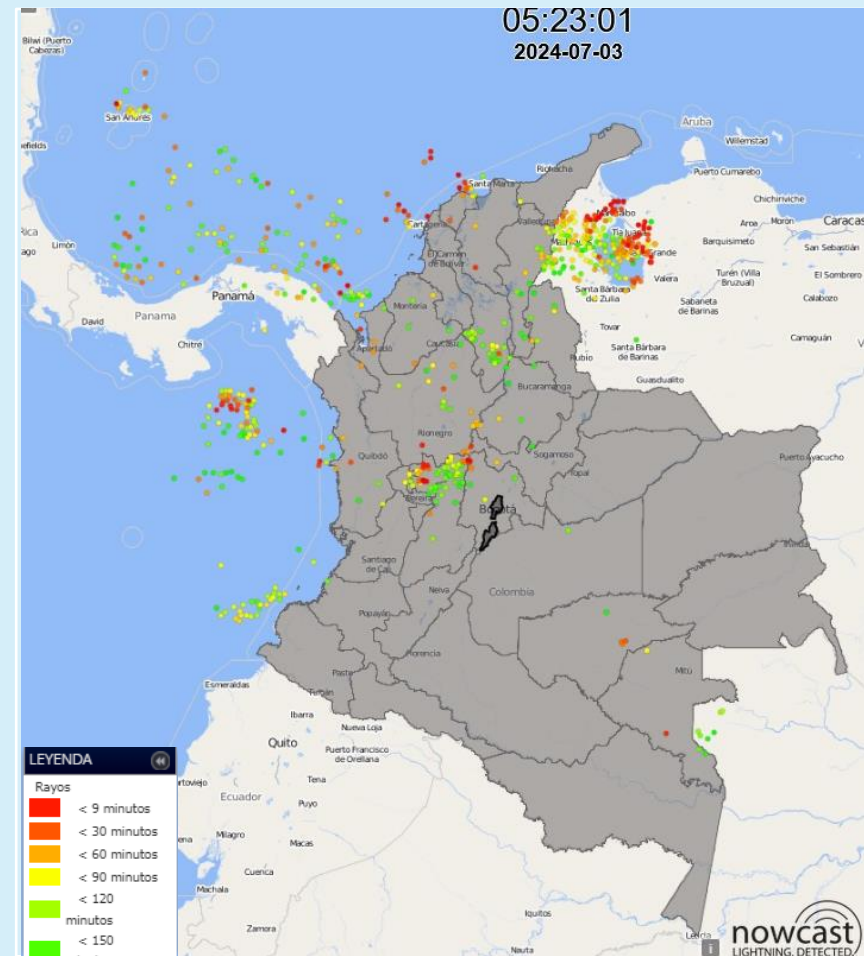 05:23:01
2024-07-03
Bilwi (Puerto
Cabezas)
San Andrés
Aruba
Willemstad
Puerto Cumarebo
Riohacha
Santa Marta
Chichiriviche
Caracas
Aroa
Morón
Barquisimeto
San Sebastián
Cartagena
El Carmen
de Bolívar
Grande
Valera
Turén (Villa
Bruzual)
El Sombrero
Limón
Santa Bárbara
de Zulia
Sabaneta
de Barinas
Calabozo
Panamá
Panama
David
Chitré
Montería
Tovar
Camaguán
Santa Bárbara
de Barinas
Apartadó
Caucasia
Rubio
Guasdualito
Bucaramanga
Rionegro
Quibdó
Sogamoso
Yopal
Puerto Ayacucho
Pereira
Bogotá
Santiago
de Cali
Neiva
Colombia
Popayán
Florencia
Mitú
Pasto
Esmeraldas
Ibarra
Nueva Loja
Quito
Puerto Francisco
de Orellana
Tena
Ecuador
Puyo
Milagro
Macas
Cuenca
Machala
Zamora
Iquitos
Nauta
LEYENDA
Rayos
< 9 minutos
< 30 minutos
< 60 minutos
< 90 minutos
< 120
minutos
< 150
nowcast
LIGHTNING. DETECTED.